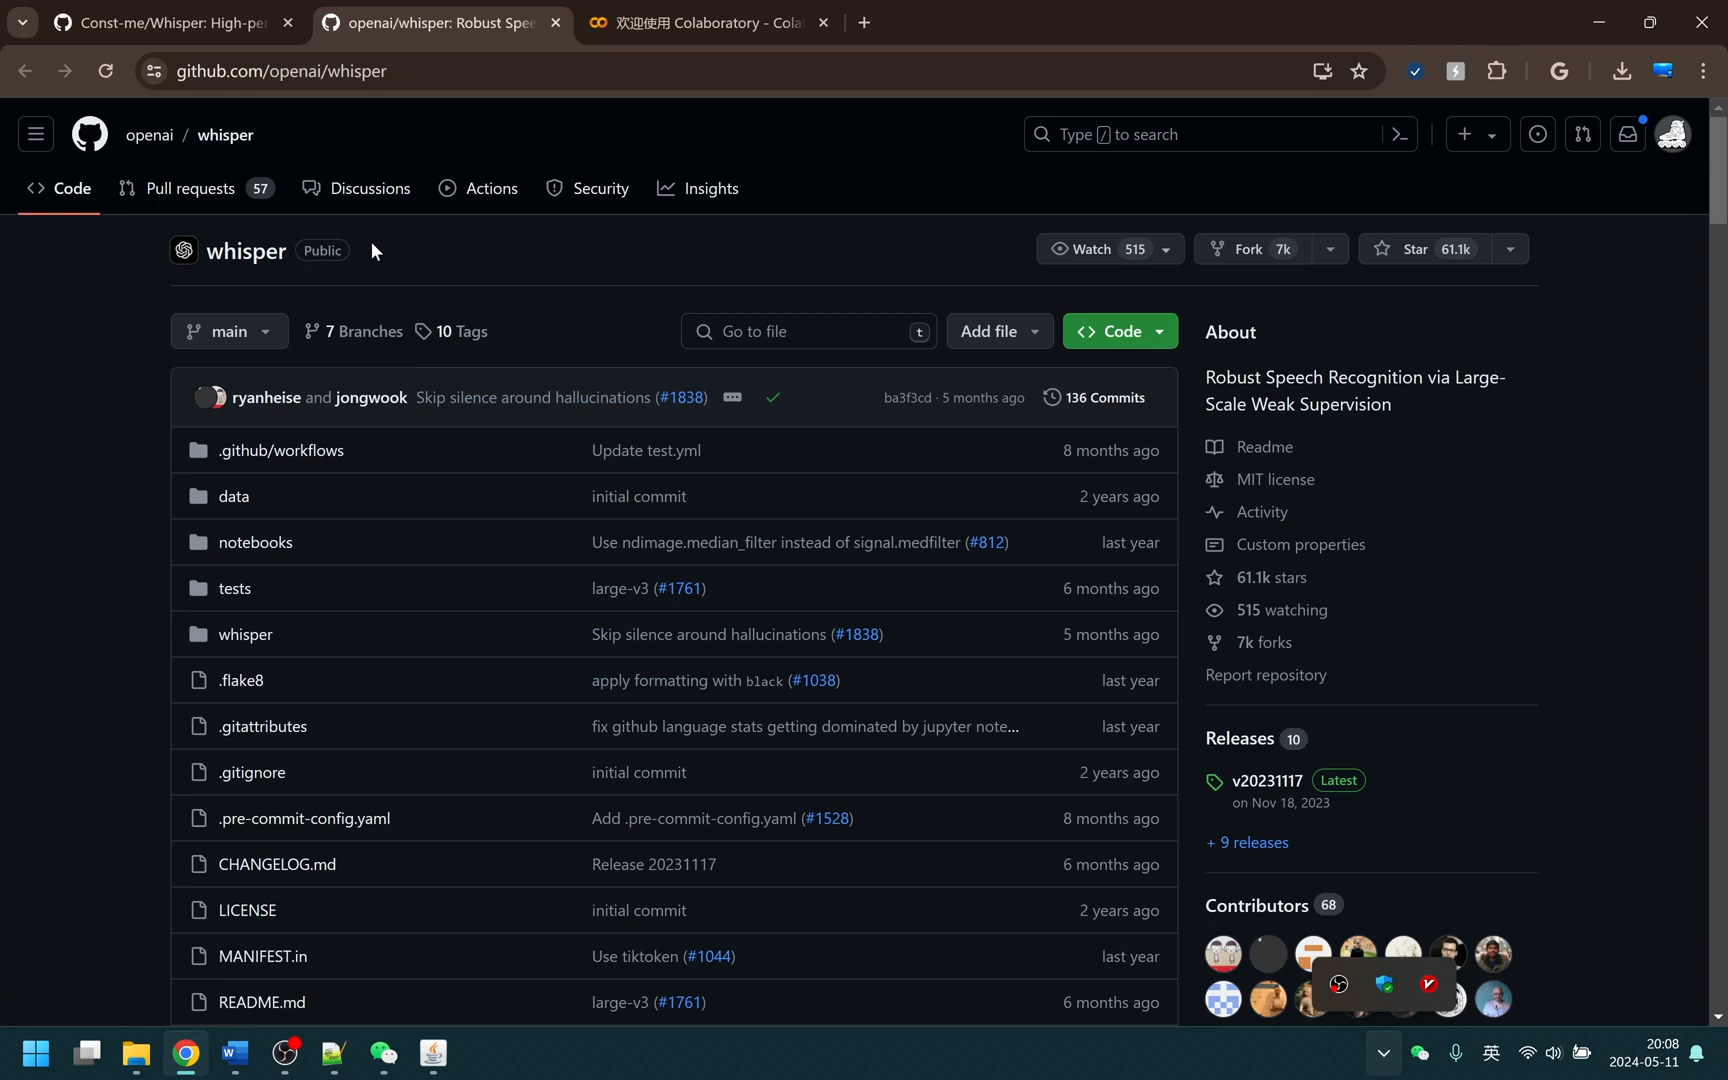 Const-me/Whisper: High-per
openai/whisper: Robust Spee
欢迎使用 Colaboratory - Cola
github.com/openai/whisper
openai / whisper
Type / to search
Code
Pull requests 57
Discussions
Actions
Security
Insights
whisper Public
Watch 515
Fork 7k
Star 61.1k
main
7 Branches
10 Tags
Go to file t
Add file
Code
ryanheise and jongwook Skip silence around hallucinations (#1838)
ba3f3cd · 5 months ago
136 Commits
.github/workflows Update test.yml 8 months ago
data initial commit 2 years ago
notebooks Use ndimage.median_filter instead of signal.medfilter (#812) last year
tests large-v3 (#1761) 6 months ago
whisper Skip silence around hallucinations (#1838) 5 months ago
.flake8 apply formatting with black (#1038) last year
.gitattributes fix github language stats getting dominated by jupyter note... last year
.gitignore initial commit 2 years ago
.pre-commit-config.yaml Add .pre-commit-config.yaml (#1528) 8 months ago
CHANGELOG.md Release 20231117 6 months ago
LICENSE initial commit 2 years ago
MANIFEST.in Use tiktoken (#1044) last year
README.md large-v3 (#1761) 6 months ago
About
Robust Speech Recognition via Large-
Scale Weak Supervision
Readme
MIT license
Activity
Custom properties
61.1k stars
515 watching
7k forks
Report repository
Releases 10
v20231117 Latest
on Nov 18, 2023
+ 9 releases
Contributors 68
英
20:08
2024-05-11